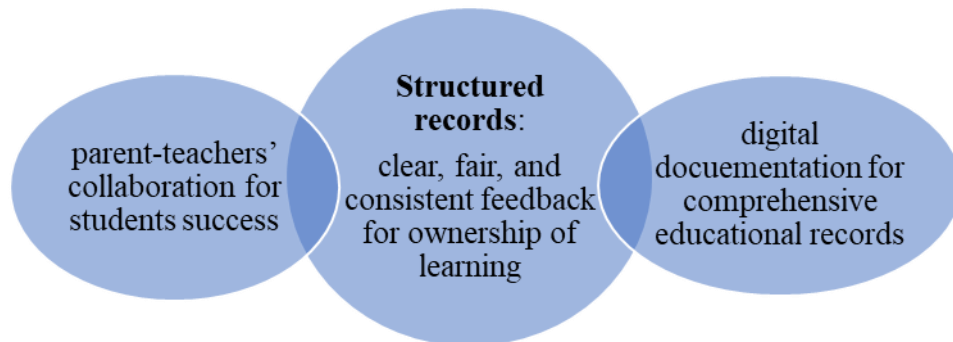 parent-teachers’
collaboration for
students success
Structured
records:
clear, fair, and
consistent feedback
for ownership of
learning
digital
docuementation for
comprehensive
educational records